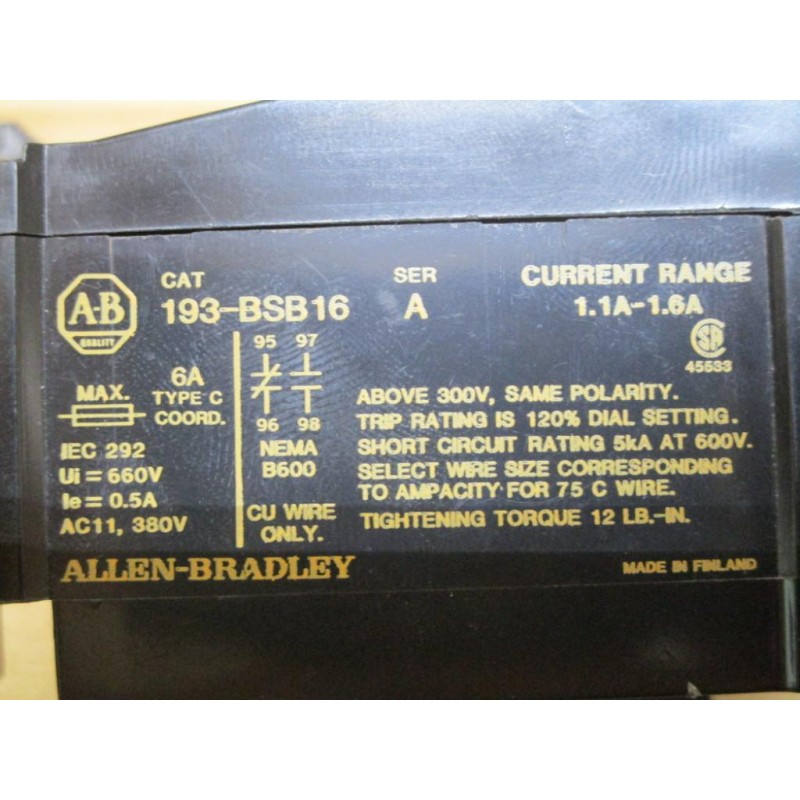 A-B
QUALITY
CAT
193-BSB16
SER
A
CURRENT RANGE
1.1A-1.6A
SA
45533
MAX.
6A
TYPE C
COORD.
95 97
96 98
NEMA
B600
CU WIRE
ONLY.
IEC 292
Ui = 660V
Ie = 0.5A
AC11, 380V
ABOVE 300V, SAME POLARITY.
TRIP RATING IS 120% DIAL SETTING.
SHORT CIRCUIT RATING 5kA AT 600V.
SELECT WIRE SIZE CORRESPONDING
TO AMPACITY FOR 75 C WIRE.
TIGHTENING TORQUE 12 LB.-IN.
ALLEN-BRADLEY
MADE IN FINLAND